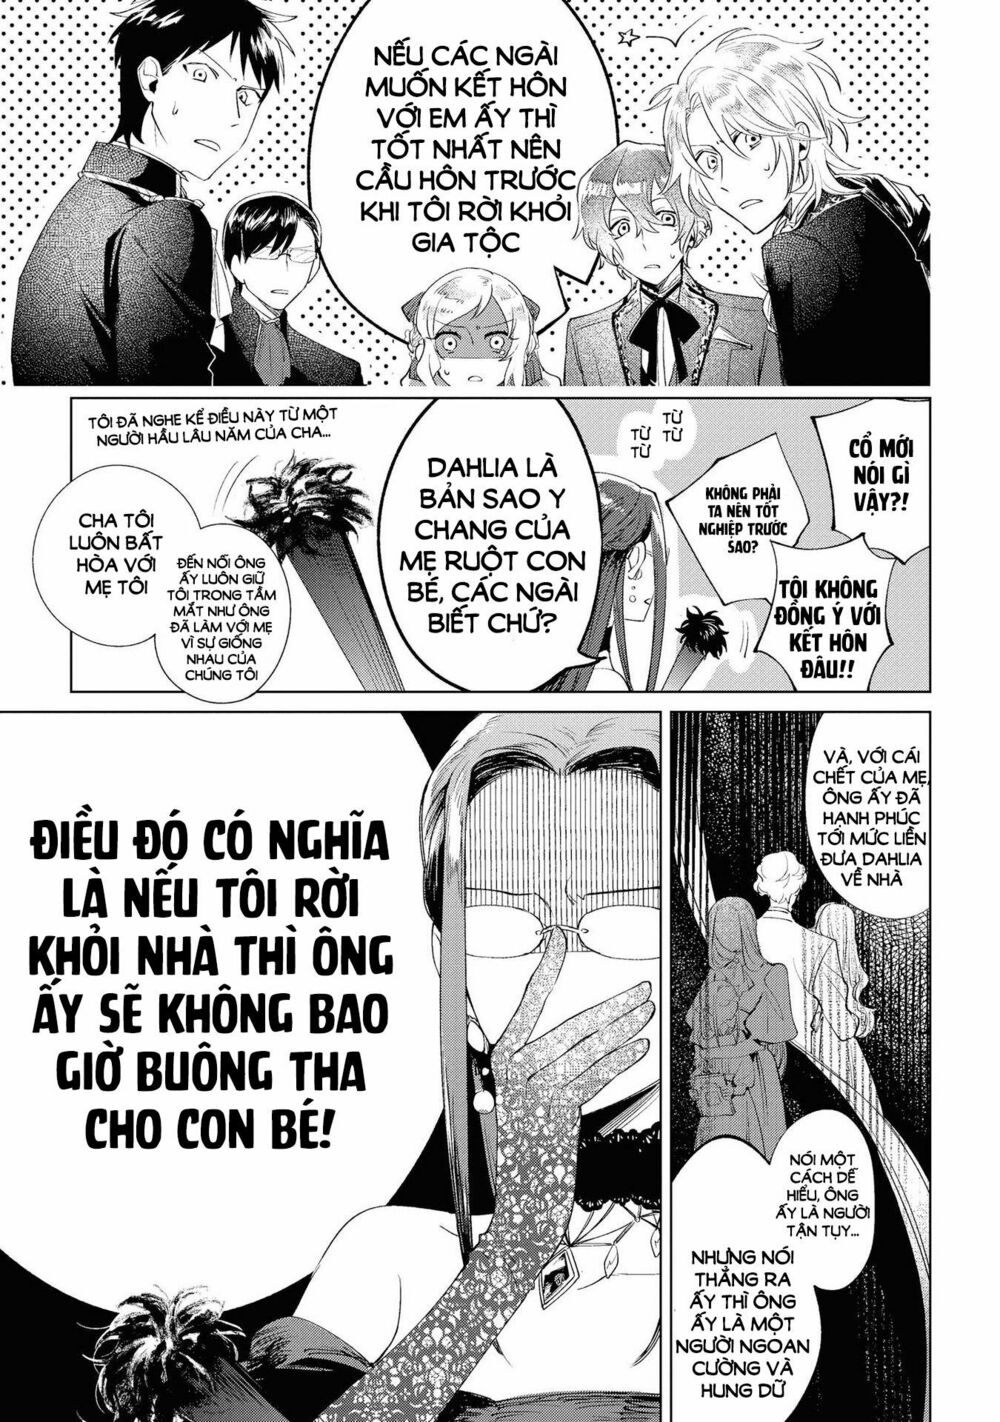 NẾU CÁC NGÀI
MUỐN KẾT HÔN
VỚI EM ẤY THÌ
TỐT NHẤT NÊN
CẦU HÔN TRƯỚC
KHI TÔI RỜI KHỎI
GIA TỘC
CỔ MỚI
NÓI GÌ
VẬY?!
KHÔNG PHẢI
TA NÊN TỐT
NGHIỆP TRƯỚC
SAO?
TÔI KHÔNG
ĐỒNG Ý VỚI
KẾT HÔN
ĐÂU!!
TỪ
TỪ
TỪ
TỪ
DAHLIA LÀ
BẢN SAO Y
CHANG CỦA
MẸ RUỘT CON
BÉ, CÁC NGÀI
BIẾT CHỨ?
TÔI ĐÃ NGHE KỂ ĐIỀU NÀY TỪ MỘT
NGƯỜI HẦU LÂU NĂM CỦA CHA...
CHA TÔI
LUÔN BẤT
HÒA VỚI
MẸ TÔI
ĐẾN NỖI ÔNG
ẤY LUÔN GIỮ
TÔI TRONG TẦM
MẮT NHƯ ÔNG
ĐÃ LÀM VỚI MẸ
VÌ SỰ GIỐNG
NHAU CỦA
CHÚNG TÔI
VÀ, VỚI CÁI
CHẾT CỦA MẸ,
ÔNG ẤY ĐÃ
HẠNH PHÚC
TỚI MỨC LIỀN
ĐƯA DAHLIA
VỀ NHÀ
NÓI MỘT
CÁCH DỄ
HIỂU, ÔNG
ẤY LÀ NGƯỜI
TẬN TỤY...
NHƯNG NÓI
THẲNG RA
ẤY THÌ ÔNG
ẤY LÀ MỘT
NGƯỜI NGOAN
CƯỜNG VÀ
HUNG DỮ
ĐIỀU ĐÓ CÓ NGHĨA
LÀ NẾU TÔI RỜI
KHỎI NHÀ THÌ ÔNG
ẤY SẼ KHÔNG BAO
GIỜ BUÔNG THA
CHO CON BÉ!